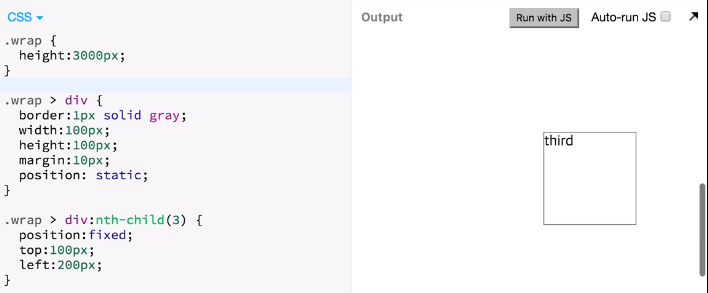 CSS
Output
Run with JS
Auto-run JS
.wrap {
height:3000px;
}
.wrap > div {
border:1px solid gray;
width:100px;
height:100px;
margin:10px;
position: static;
}
.wrap > div:nth-child(3) {
position:fixed;
top:100px;
left:200px;
}
third